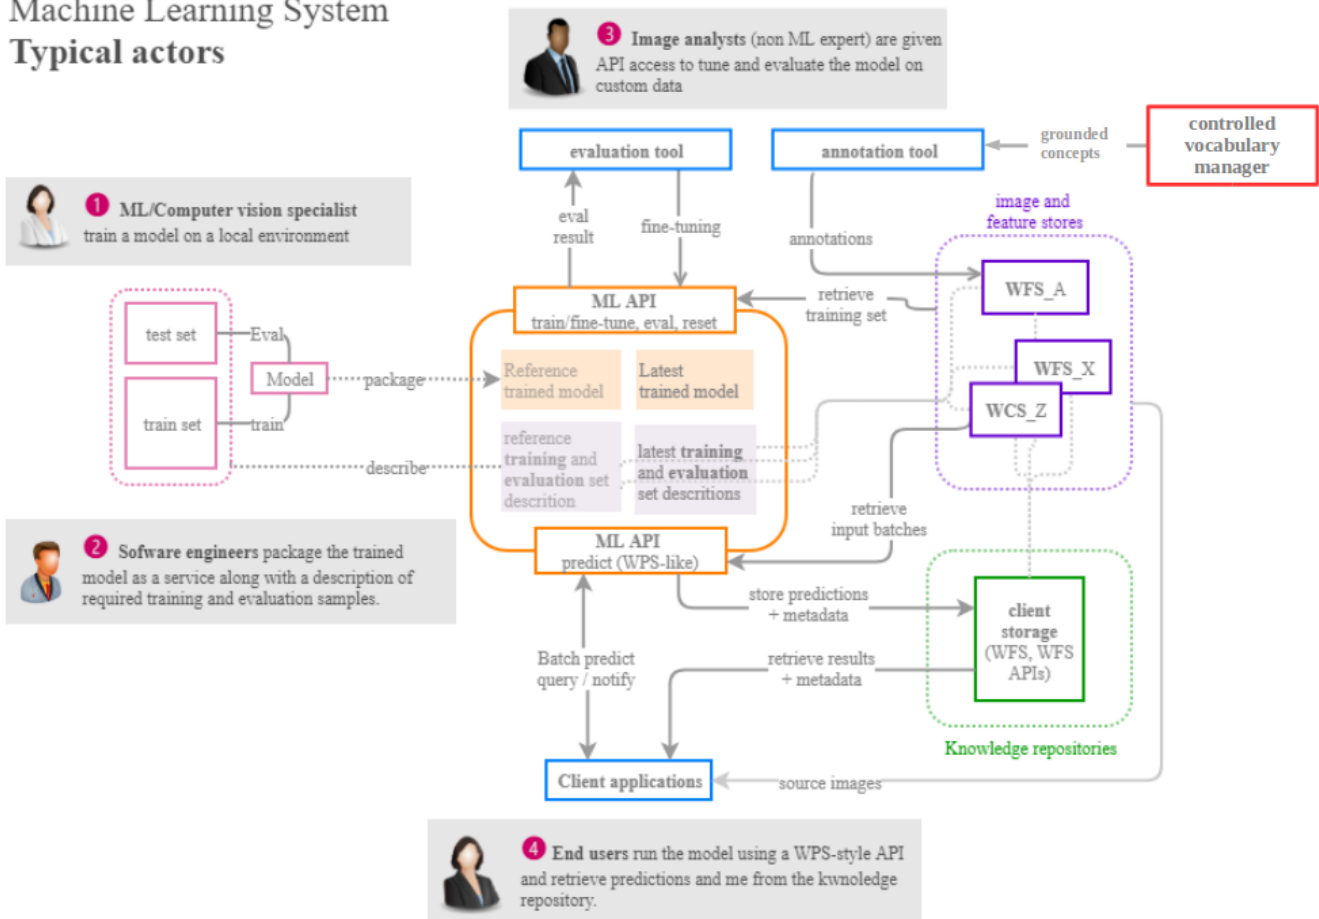 Machine Learning System
Typical actors
3 Image analysts (non ML expert) are given
API access to tune and evaluate the model on
custom data
evaluation tool
annotation tool
grounded
concepts
controlled
vocabulary
manager
1 ML/Computer vision specialist
train a model on a local environment
eval
result
fine-tuning
annotations
image and
feature stores
WFS_A
WFS_X
WCS_Z
retrieve
training set
ML API
train/fine-tune, eval, reset
test set
Eval
Model
package
train set
train
describe
Reference
trained model
Latest
trained model
reference
training and
evaluation set
descrition
latest training
and evaluation
set descritions
retrieve
input batches
ML API
predict (WPS-like)
2 Sofware engineers package the trained
model as a service along with a description of
required training and evaluation samples.
store predictions
+ metadata
client
storage
(WFS, WFS
APIs)
Batch predict
query / notify
retrieve results
+ metadata
Knowledge repositories
Client applications
source images
4 End users run the model using a WPS-style API
and retrieve predictions and me from the kwnoledge
repository.